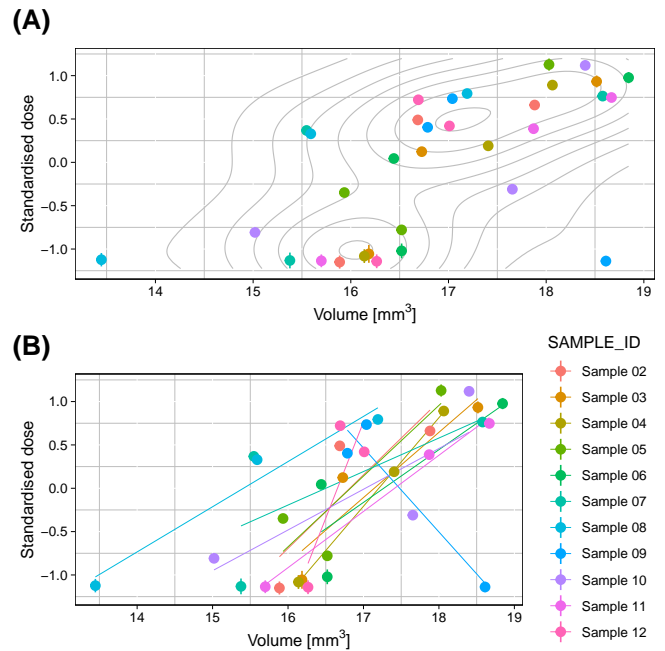 (A)
1.0
0.5
0.0
−0.5
−1.0
Standardised dose
14 15 16 17 18 19
Volume [mm³]
(B)
1.0
0.5
0.0
−0.5
−1.0
Standardised dose
14 15 16 17 18 19
Volume [mm³]
SAMPLE_ID
Sample 02
Sample 03
Sample 04
Sample 05
Sample 06
Sample 07
Sample 08
Sample 09
Sample 10
Sample 11
Sample 12